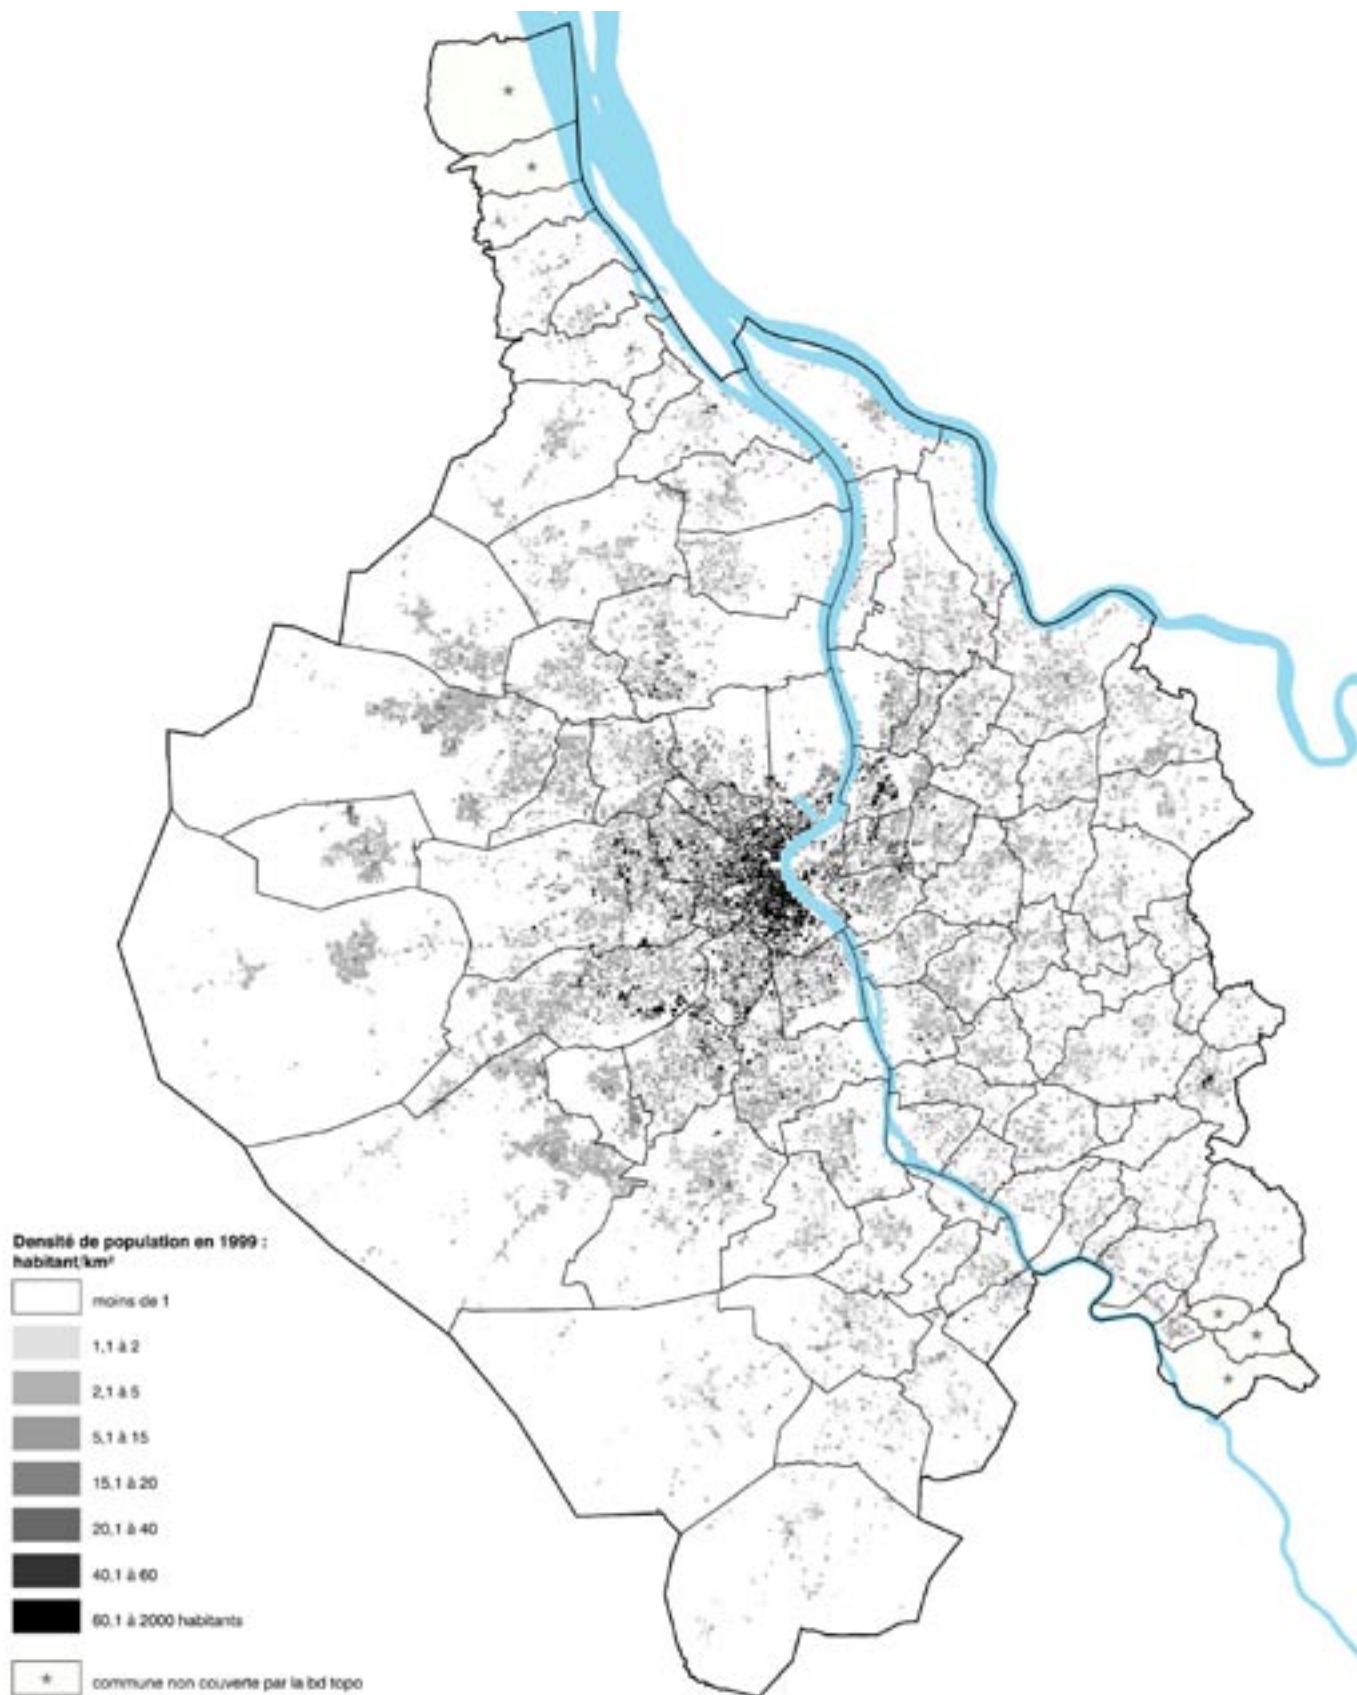 Densité de population en 1999 :
habitant/km²
moins de 1
1,1 à 2
2,1 à 5
5,1 à 15
15,1 à 20
20,1 à 40
40,1 à 60
60,1 à 2000 habitants
* commune non couverte par la bd topo